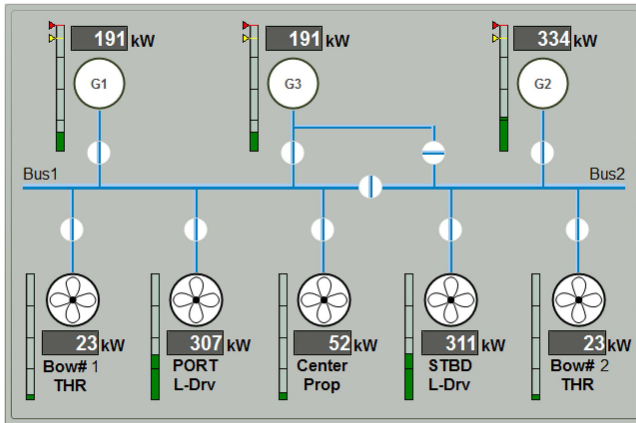 191 kW
191 kW
334 kW
G1
G3
G2
Bus1
Bus2
23 kW
307 kW
52 kW
311 kW
23 kW
Bow# 1
THR
PORT
L-Drv
Center
Prop
STBD
L-Drv
Bow# 2
THR